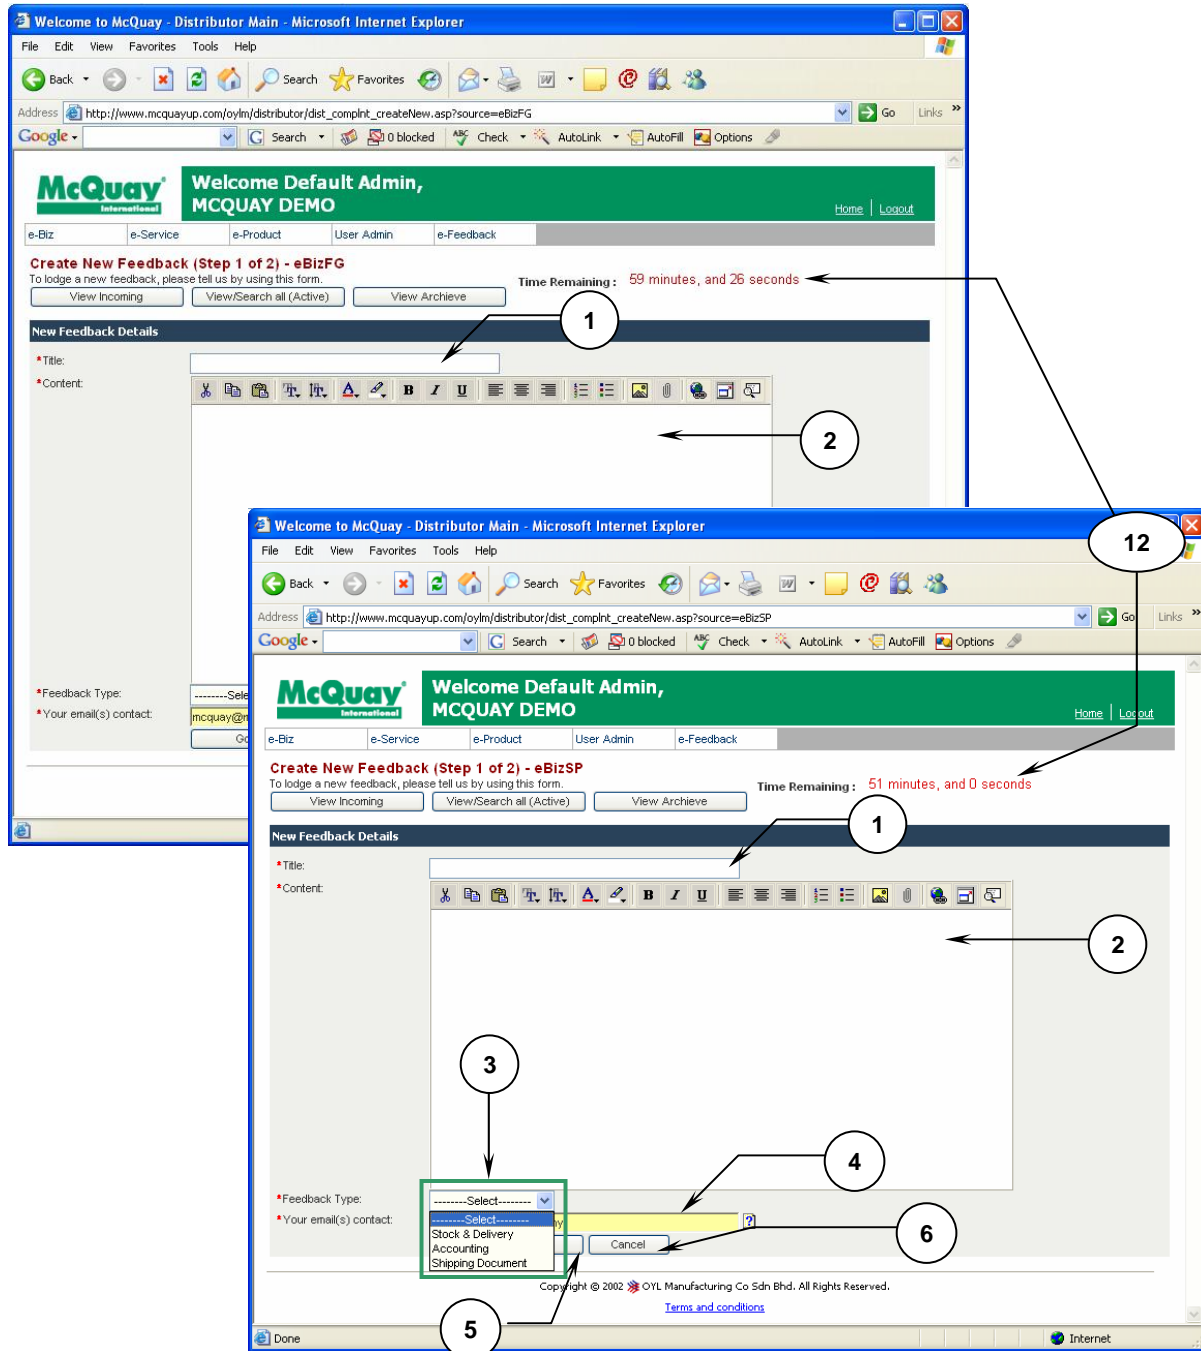 Welcome to McQuay - Distributor Main - Microsoft Internet Explorer
File Edit View Favorites Tools Help
Back Search Favorites
Address http://www.mcquayup.com/oylm/distributor/dist_complnt_createNew.asp?source=eBizFG Go Links »
Google Search 0 blocked ABC Check AutoLink AutoFill Options
McQuay International
Welcome Default Admin,
MCQUAY DEMO
Home | Logout
e-Biz e-Service e-Product User Admin e-Feedback
Create New Feedback (Step 1 of 2) - eBizFG
To lodge a new feedback, please tell us by using this form.
Time Remaining : 59 minutes, and 26 seconds
View Incoming View/Search all (Active) View Archieve
1
New Feedback Details
*Title:
*Content:
B I U
2
*Feedback Type: --------Sele
*Your email(s) contact: mcquay@m
Go
12
Welcome to McQuay - Distributor Main - Microsoft Internet Explorer
File Edit View Favorites Tools Help
Back Search Favorites
Address http://www.mcquayup.com/oylm/distributor/dist_complnt_createNew.asp?source=eBizSP Go Links »
Google Search 0 blocked ABC Check AutoLink AutoFill Options
McQuay International
Welcome Default Admin,
MCQUAY DEMO
Home | Logout
e-Biz e-Service e-Product User Admin e-Feedback
Create New Feedback (Step 1 of 2) - eBizSP
To lodge a new feedback, please tell us by using this form.
Time Remaining : 51 minutes, and 0 seconds
View Incoming View/Search all (Active) View Archieve
1
New Feedback Details
*Title:
*Content:
B I U
2
3
4
*Feedback Type: --------Select--------
*Your email(s) contact: --------Select-------- ny ?
Stock & Delivery
Accounting
Shipping Document
Cancel
6
Copyright © 2002 OYL Manufacturing Co Sdn Bhd. All Rights Reserved.
Terms and conditions
5
Done Internet